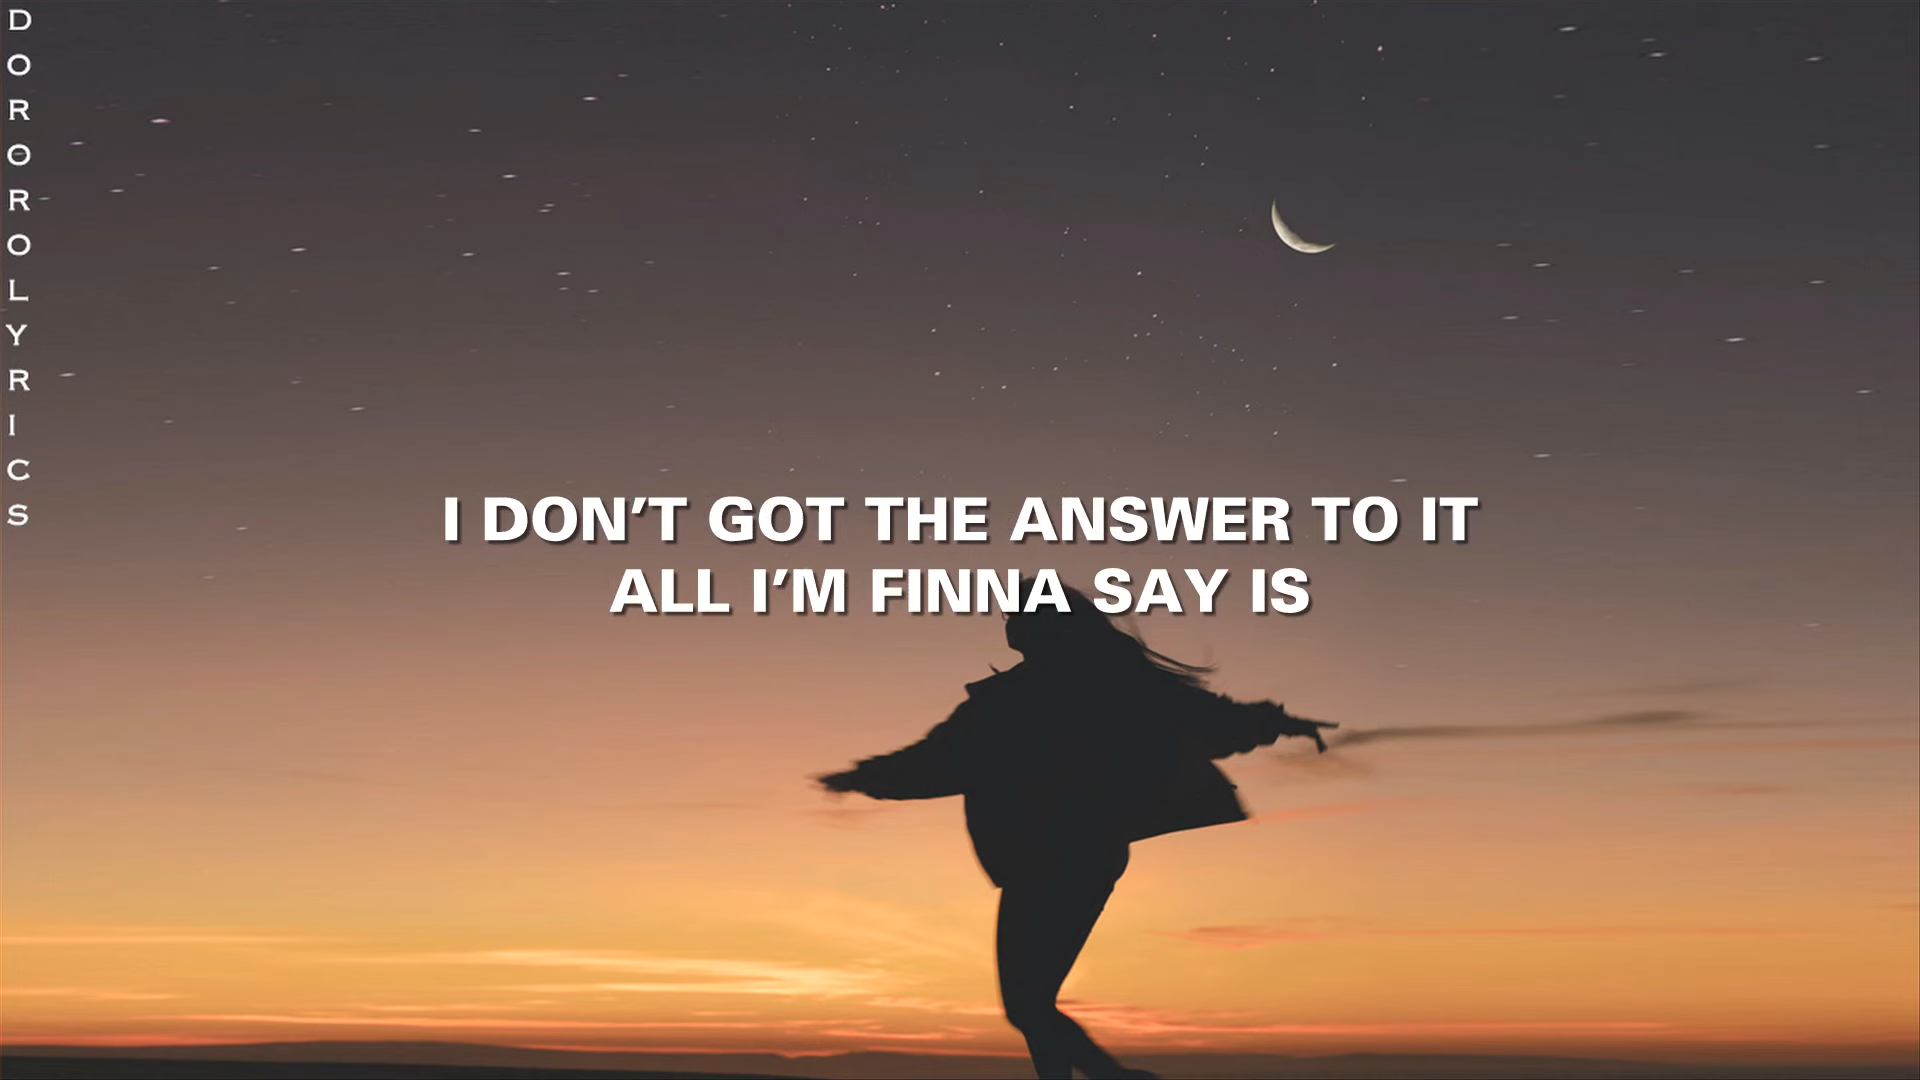 DOROROLYRICS
I DON’T GOT THE ANSWER TO IT
ALL I’M FINNA SAY IS